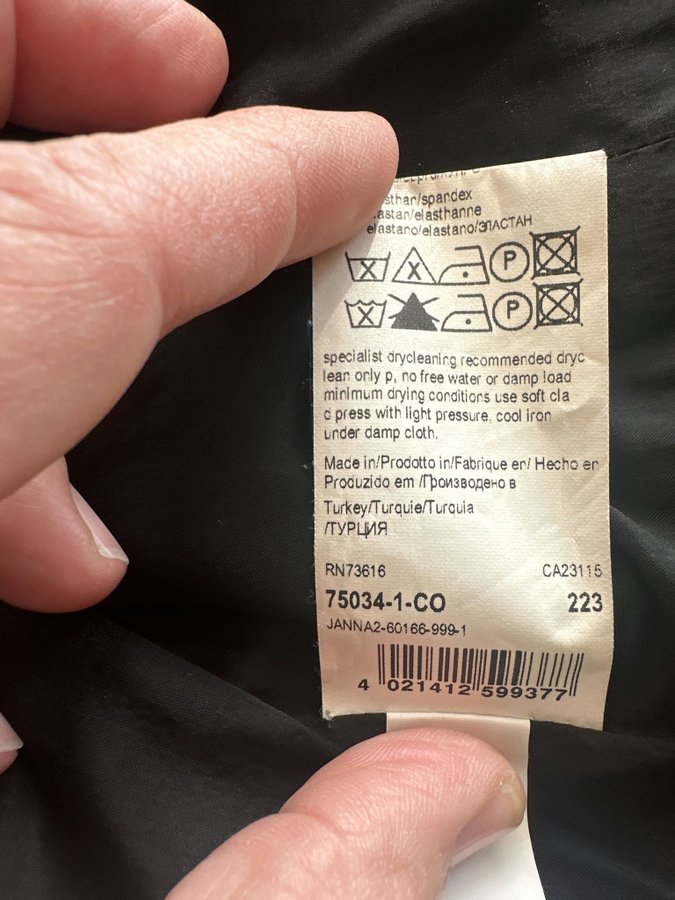 sthan/spandex
astan/elasthanne
elastano/elastano/ЭЛАСТАН
P
P
specialist drycleaning recommended dryc
lean only p, no free water or damp load
minimum drying conditions use soft cla
d press with light pressure, cool iron
under damp cloth.
Made in/Prodotto in/Fabrique en/ Hecho en
Produzido em /Произведено в
Turkey/Turquie/Turquia
/ТУРЦИЯ
RN73616 CA23115
75034-1-CO 223
JANNA2-60166-999-1
4 021412 599377